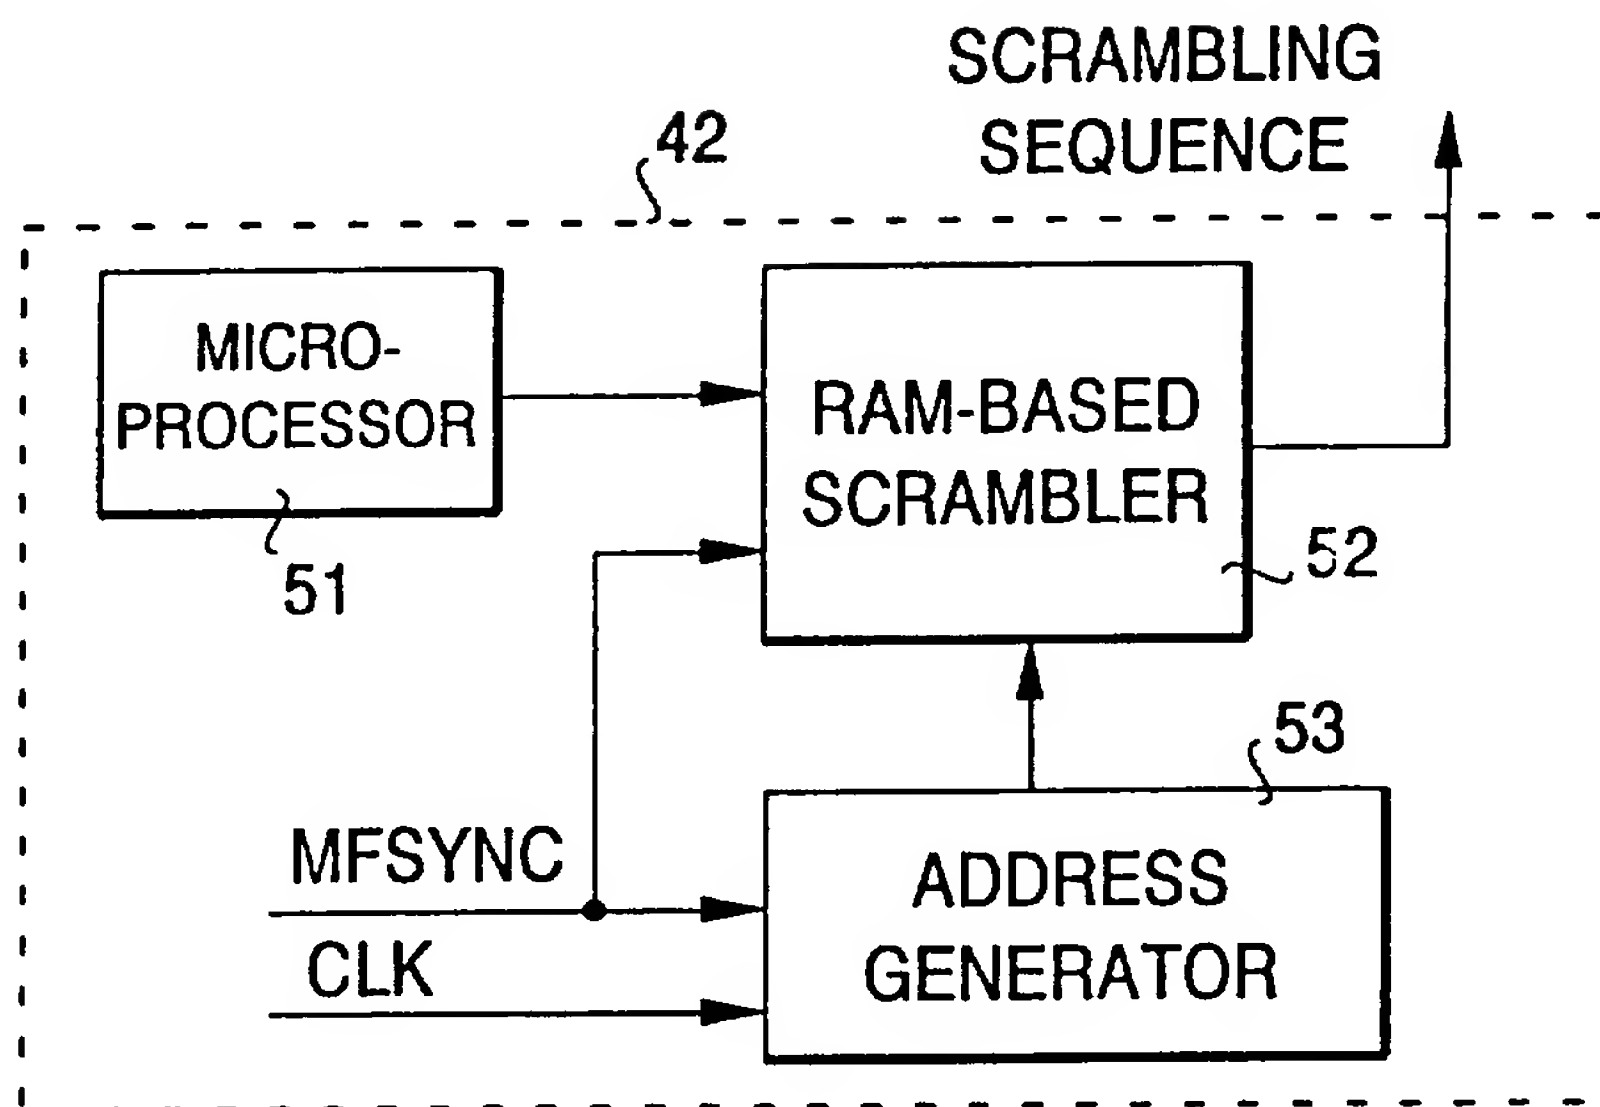 SCRAMBLING
SEQUENCE
42
MICRO-
PROCESSOR
51
RAM-BASED
SCRAMBLER
52
53
MFSYNC
CLK
ADDRESS
GENERATOR